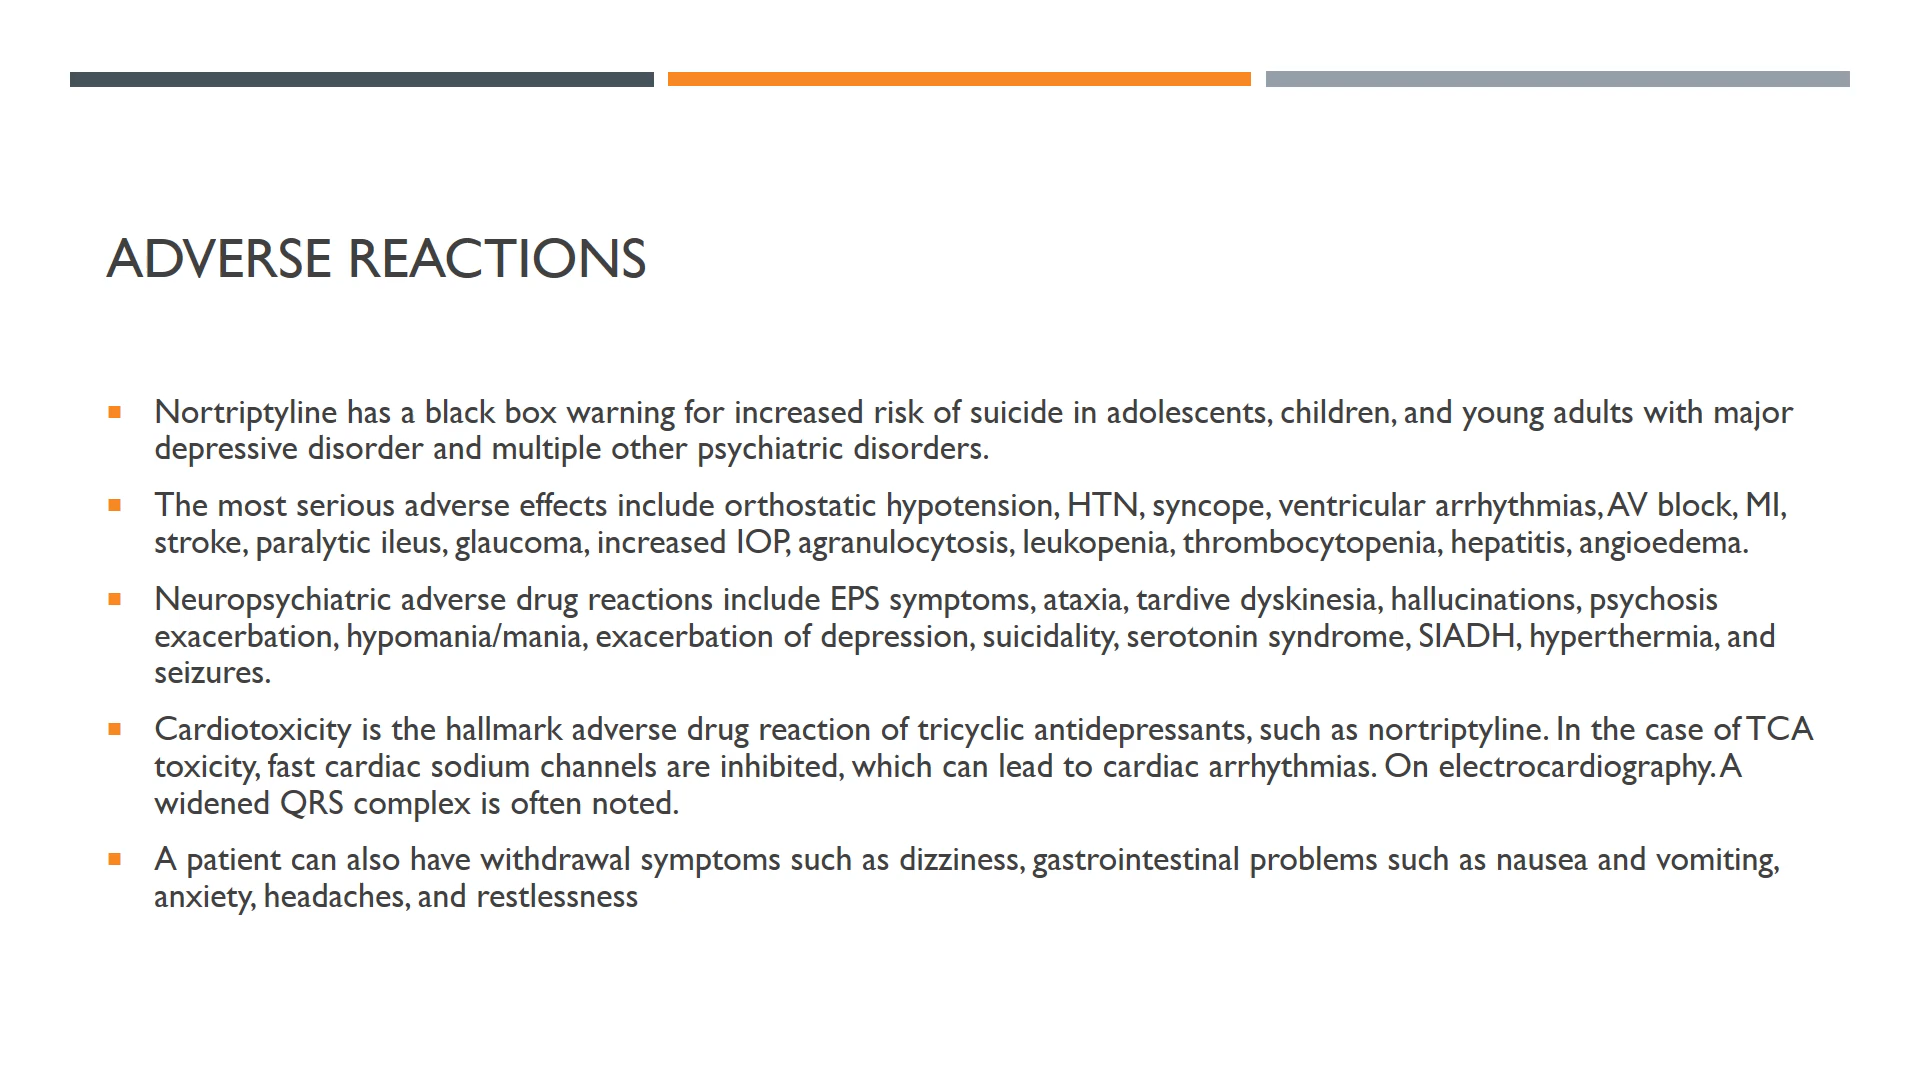 ADVERSE REACTIONS
Nortriptyline has a black box warning for increased risk of suicide in adolescents, children, and young adults with major
depressive disorder and multiple other psychiatric disorders.
The most serious adverse effects include orthostatic hypotension, HTN, syncope, ventricular arrhythmias, AV block, MI,
stroke, paralytic ileus, glaucoma, increased IOP, agranulocytosis, leukopenia, thrombocytopenia, hepatitis, angioedema.
Neuropsychiatric adverse drug reactions include EPS symptoms, ataxia, tardive dyskinesia, hallucinations, psychosis
exacerbation, hypomania/mania, exacerbation of depression, suicidality, serotonin syndrome, SIADH, hyperthermia, and
seizures.
Cardiotoxicity is the hallmark adverse drug reaction of tricyclic antidepressants, such as nortriptyline. In the case of TCA
toxicity, fast cardiac sodium channels are inhibited, which can lead to cardiac arrhythmias. On electrocardiography. A
widened QRS complex is often noted.
A patient can also have withdrawal symptoms such as dizziness, gastrointestinal problems such as nausea and vomiting,
anxiety, headaches, and restlessness